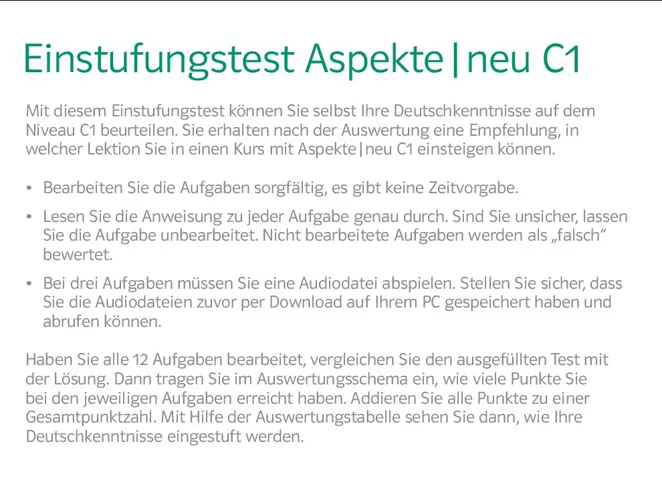 Einstufungstest Aspekte|neu C1
Mit diesem Einstufungstest können Sie selbst Ihre Deutschkenntnisse auf dem
Niveau C1 beurteilen. Sie erhalten nach der Auswertung eine Empfehlung, in
welcher Lektion Sie in einen Kurs mit Aspekte|neu C1 einsteigen können.
• Bearbeiten Sie die Aufgaben sorgfältig, es gibt keine Zeitvorgabe.
• Lesen Sie die Anweisung zu jeder Aufgabe genau durch. Sind Sie unsicher, lassen
Sie die Aufgabe unbearbeitet. Nicht bearbeitete Aufgaben werden als „falsch“
bewertet.
• Bei drei Aufgaben müssen Sie eine Audiodatei abspielen. Stellen Sie sicher, dass
Sie die Audiodateien zuvor per Download auf Ihrem PC gespeichert haben und
abrufen können.
Haben Sie alle 12 Aufgaben bearbeitet, vergleichen Sie den ausgefüllten Test mit
der Lösung. Dann tragen Sie im Auswertungsschema ein, wie viele Punkte Sie
bei den jeweiligen Aufgaben erreicht haben. Addieren Sie alle Punkte zu einer
Gesamtpunktzahl. Mit Hilfe der Auswertungstabelle sehen Sie dann, wie Ihre
Deutschkenntnisse eingestuft werden.